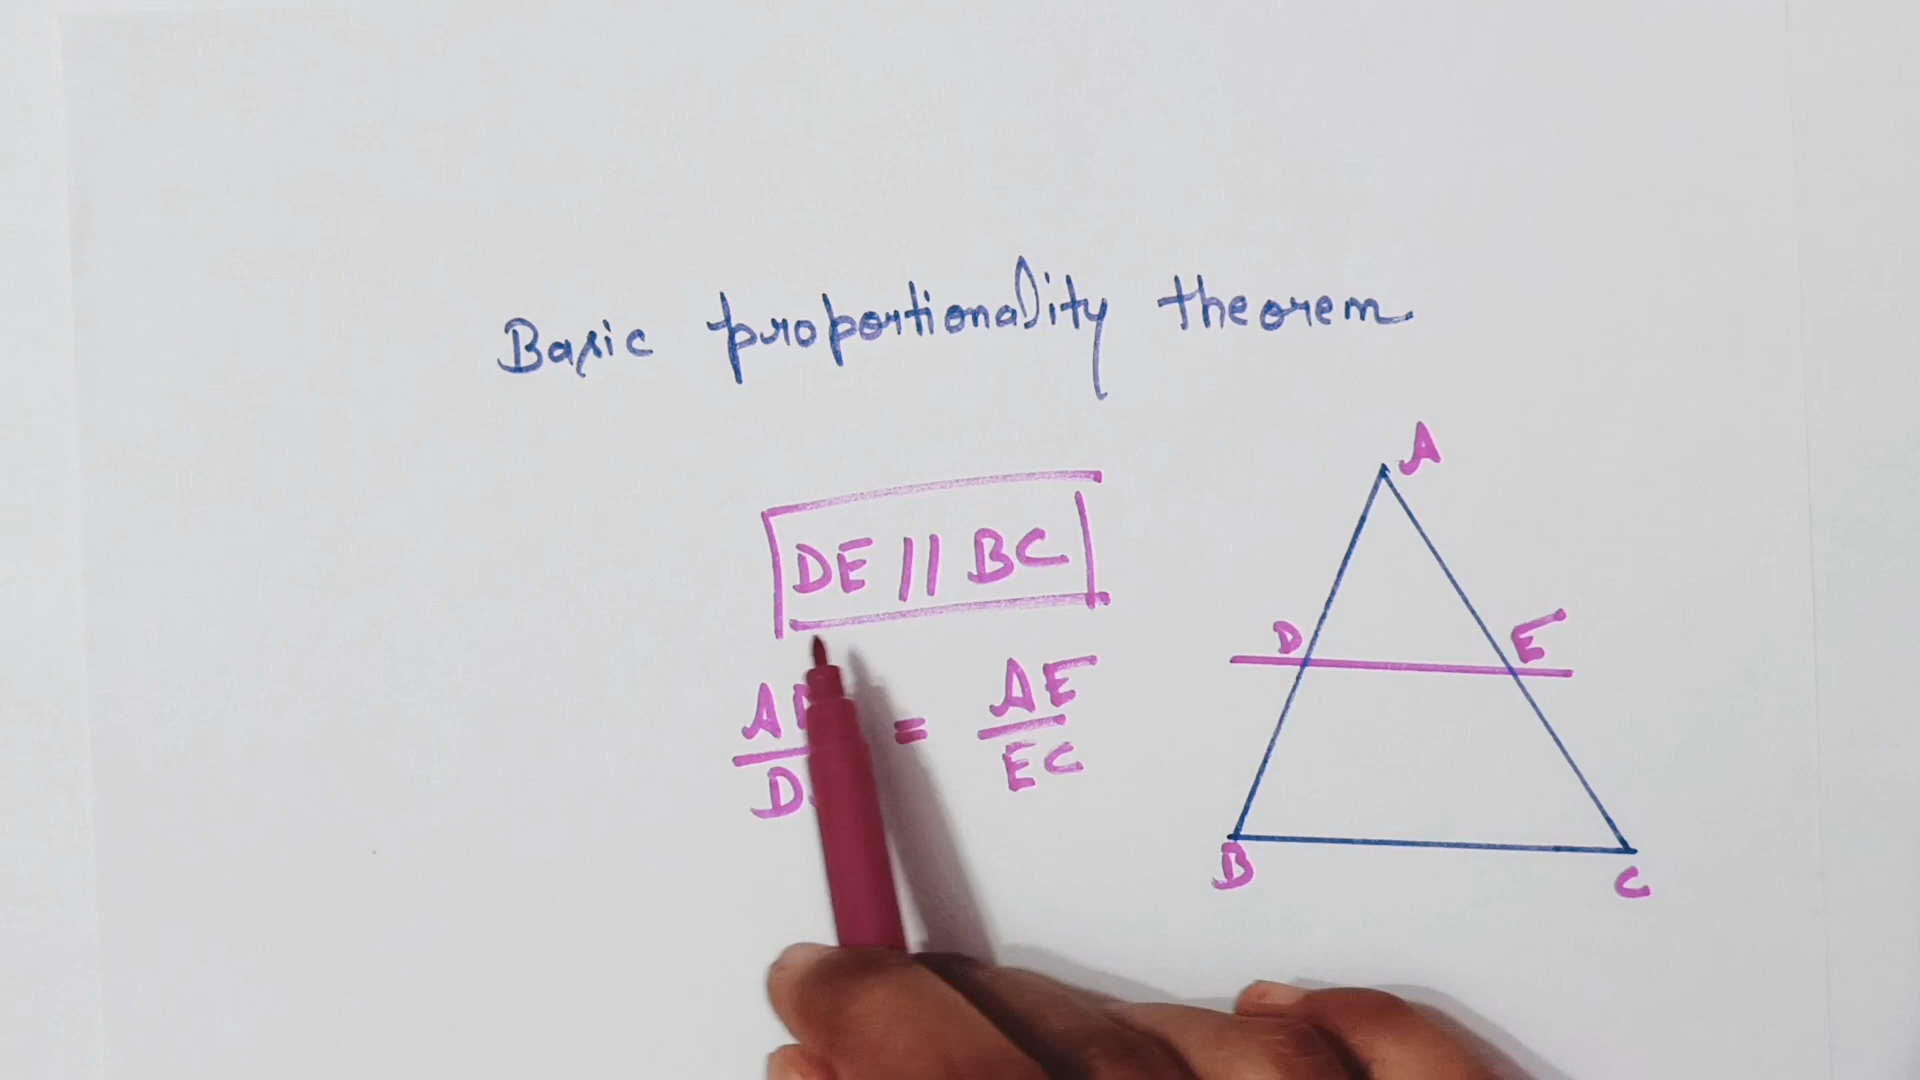 Basic proportionality theorem
DE || BC
A = AE
D EC
A
D E
B C